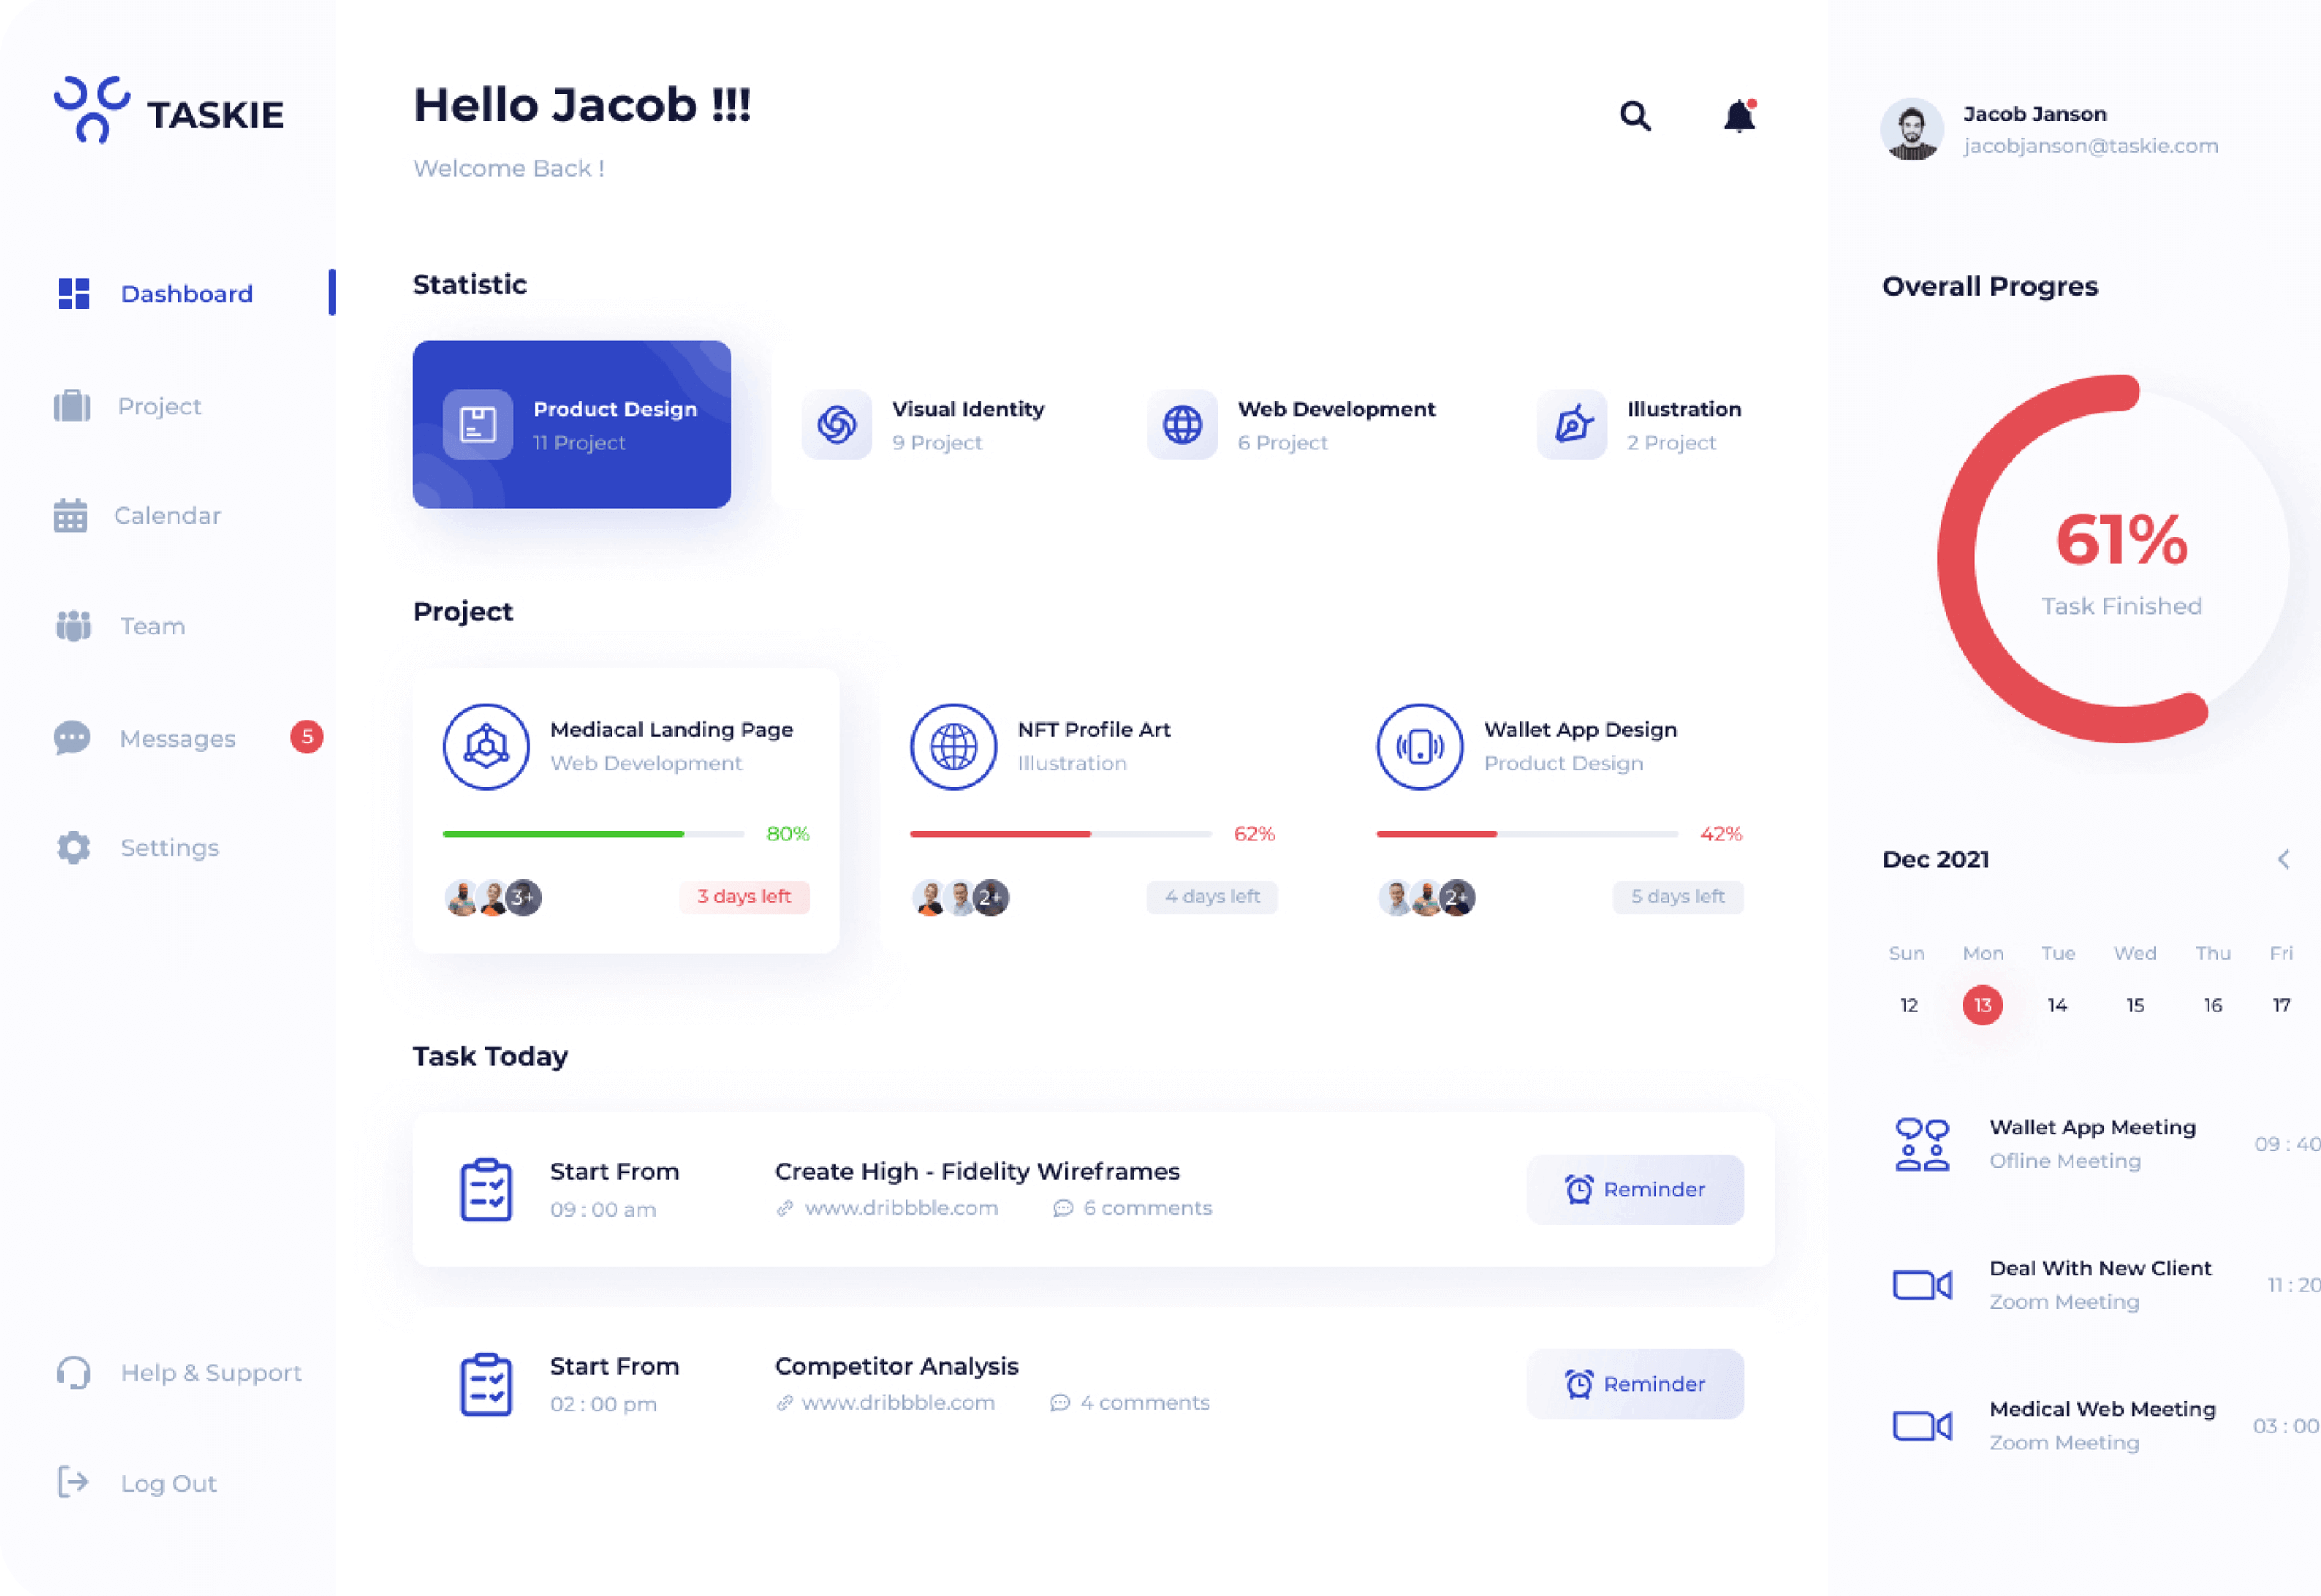 TASKIE
Dashboard
Project
Calendar
Team
Messages
5
Settings
Help & Support
Log Out
Hello Jacob !!!
Welcome Back !
Statistic
Product Design
11 Project
Visual Identity
9 Project
Web Development
6 Project
Illustration
2 Project
Project
Mediacal Landing Page
Web Development
80%
3+
3 days left
NFT Profile Art
Illustration
62%
2+
4 days left
Wallet App Design
Product Design
42%
2+
5 days left
Task Today
Start From
09 : 00 am
Create High - Fidelity Wireframes
www.dribbble.com
6 comments
Reminder
Start From
02 : 00 pm
Competitor Analysis
www.dribbble.com
4 comments
Reminder
Jacob Janson
jacobjanson@taskie.com
Overall Progres
61%
Task Finished
Dec 2021
Sun Mon Tue Wed Thu Fri
12 13 14 15 16 17
Wallet App Meeting
Ofline Meeting
09 : 40
Deal With New Client
Zoom Meeting
11 : 20
Medical Web Meeting
Zoom Meeting
03 : 00